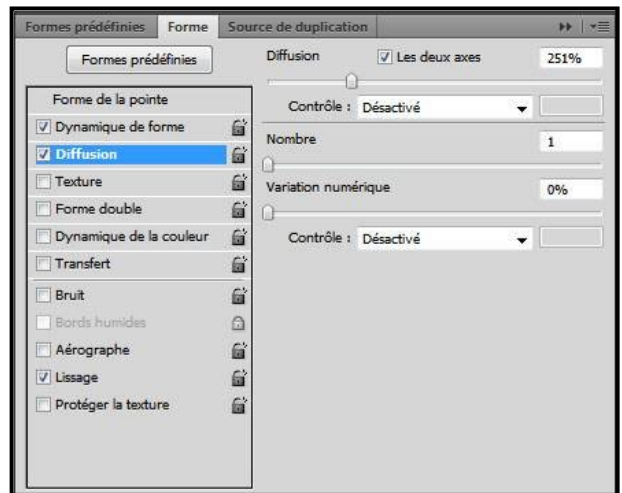 Formes prédéfinies Forme Source de duplication
Formes prédéfinies
Forme de la pointe
Dynamique de forme
Diffusion
Texture
Forme double
Dynamique de la couleur
Transfert
Bruit
Bords humides
Aérographe
Lissage
Protéger la texture
Diffusion Les deux axes 251%
Contrôle : Désactivé
Nombre 1
Variation numérique 0%
Contrôle : Désactivé